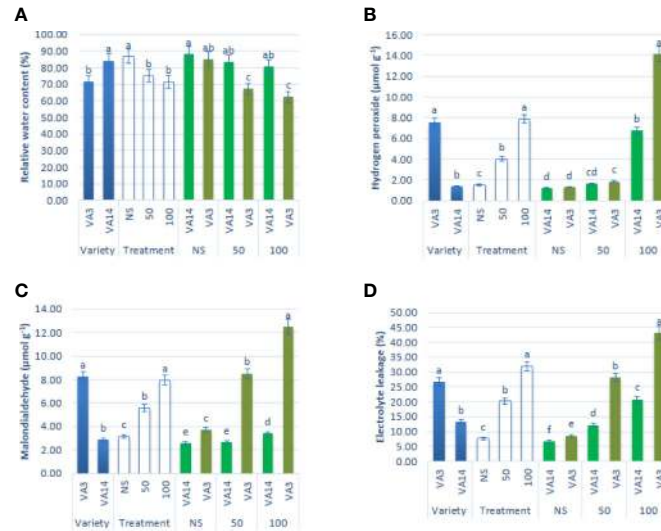 A
Relative water content (%)
100.00
90.00
80.00
70.00
60.00
50.00
40.00
30.00
20.00
10.00
0.00
b a a b b a ab ab c ab c
VA3 VA14 NS 50 100 VA14 VA3 VA14 VA3 VA14 VA3
Variety Treatment NS 50 100
B
Hydrogen peroxide (µmol g⁻¹)
16.00
14.00
12.00
10.00
8.00
6.00
4.00
2.00
0.00
a b c b a d d cd c b a
VA3 VA14 NS 50 100 VA14 VA3 VA14 VA3 VA14 VA3
Variety Treatment NS 50 100
C
Malondialdehyde (µmol g⁻¹)
14.00
12.00
10.00
8.00
6.00
4.00
2.00
0.00
a b c b a e c e b d a
VA3 VA14 NS 50 100 VA14 VA3 VA14 VA3 VA14 VA3
Variety Treatment NS 50 100
D
Electrolyte leakage (%)
50.00
45.00
40.00
35.00
30.00
25.00
20.00
15.00
10.00
5.00
0.00
a b c b a f e d b c a
VA3 VA14 NS 50 100 VA14 VA3 VA14 VA3 VA14 VA3
Variety Treatment NS 50 100